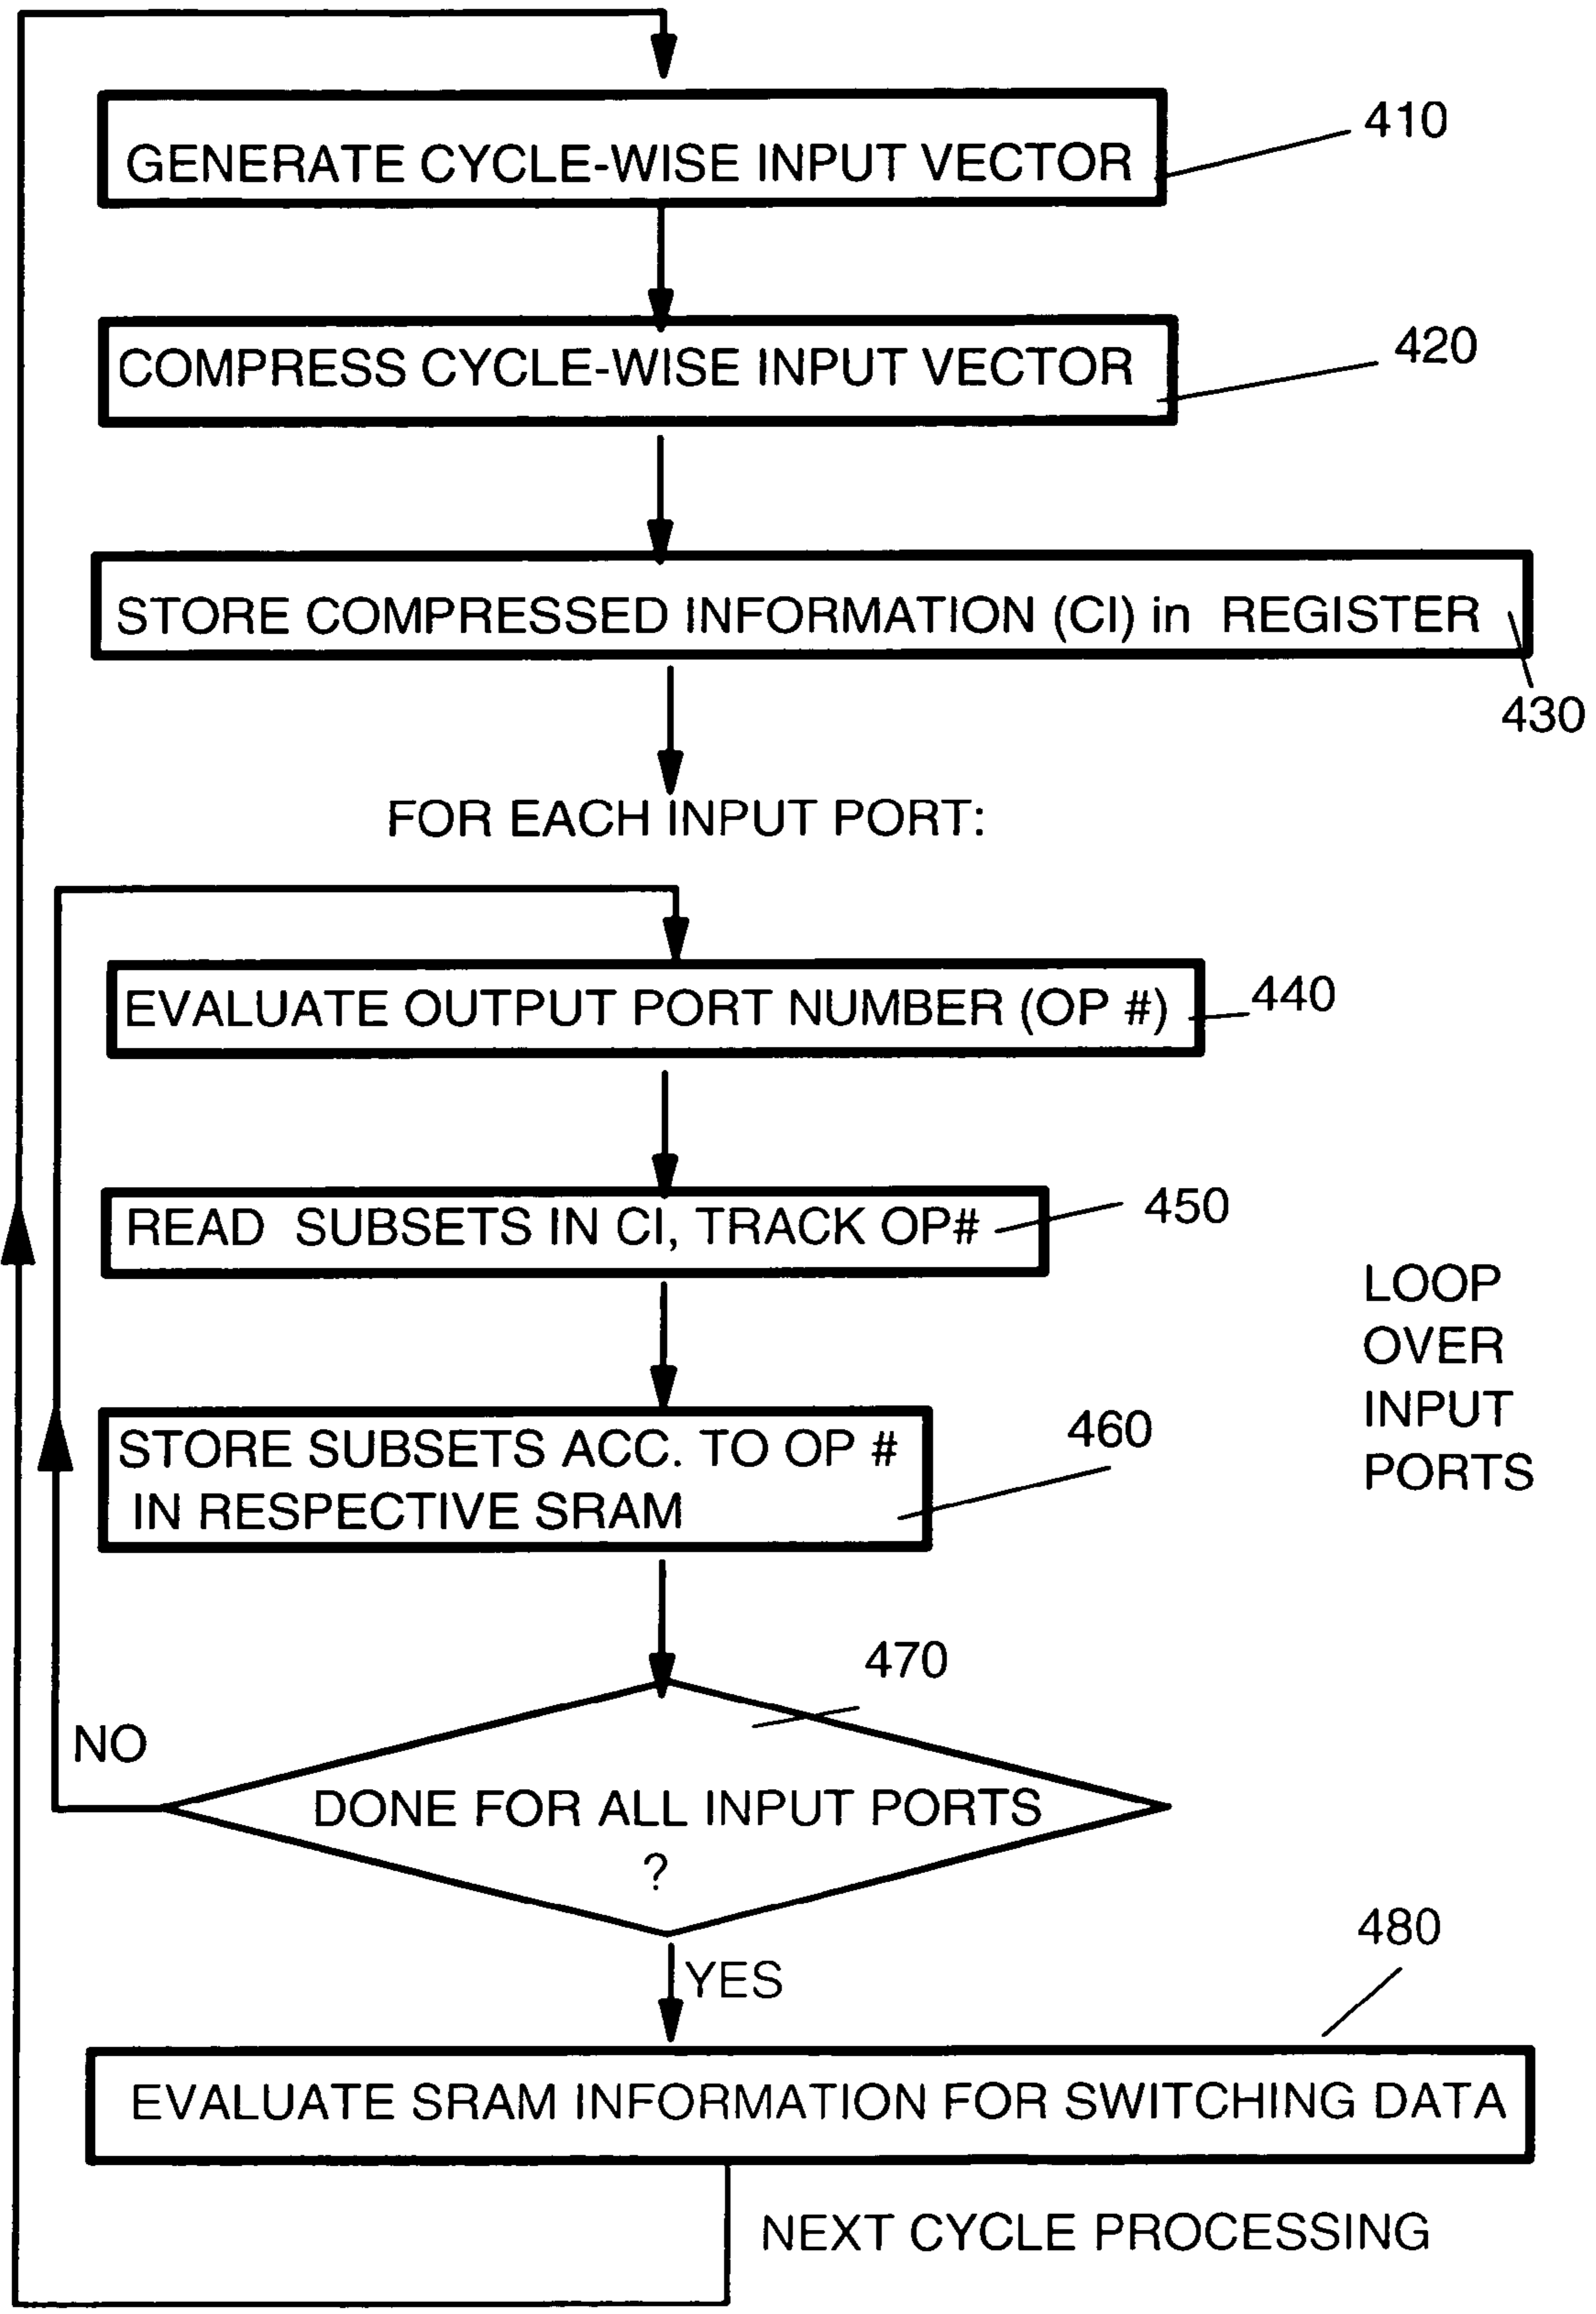 410
GENERATE CYCLE-WISE INPUT VECTOR
420
COMPRESS CYCLE-WISE INPUT VECTOR
STORE COMPRESSED INFORMATION (CI) in REGISTER
430
FOR EACH INPUT PORT:
EVALUATE OUTPUT PORT NUMBER (OP #)
440
READ SUBSETS IN CI, TRACK OP#
450
LOOP
OVER
INPUT
PORTS
STORE SUBSETS ACC. TO OP #
IN RESPECTIVE SRAM
460
470
NO
DONE FOR ALL INPUT PORTS
?
YES
480
EVALUATE SRAM INFORMATION FOR SWITCHING DATA
NEXT CYCLE PROCESSING